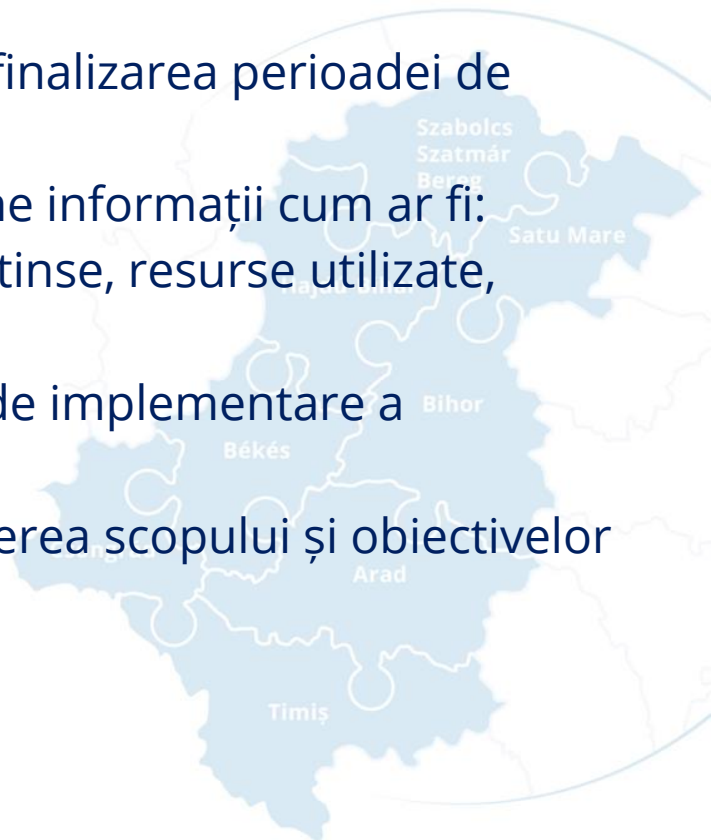 finalizarea perioadei de
Szabolcs
Szatmár
Bereg
ne informații cum ar fi:
Satu Mare
tinse, resurse utilizate,
de implementare a
Bihor
Békés
erea scopului și obiectivelor
Arad
Timiș